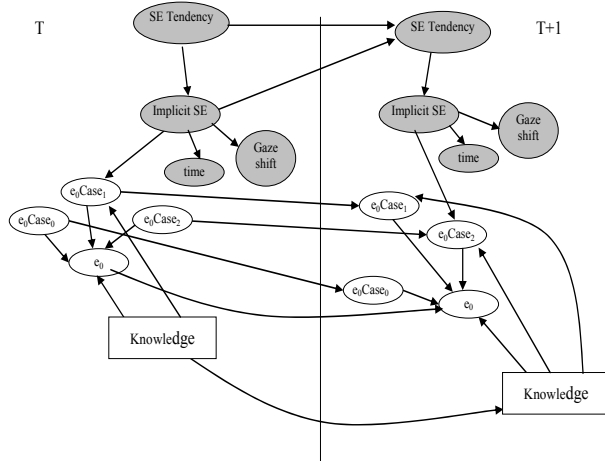 T
SE Tendency
Implicit SE
Gaze
shift
time
e₀Case₁
e₀Case₀
e₀Case₂
e₀
Knowledge
T+1
SE Tendency
Implicit SE
Gaze
shift
time
e₀Case₁
e₀Case₂
e₀Case₀
e₀
Knowledge